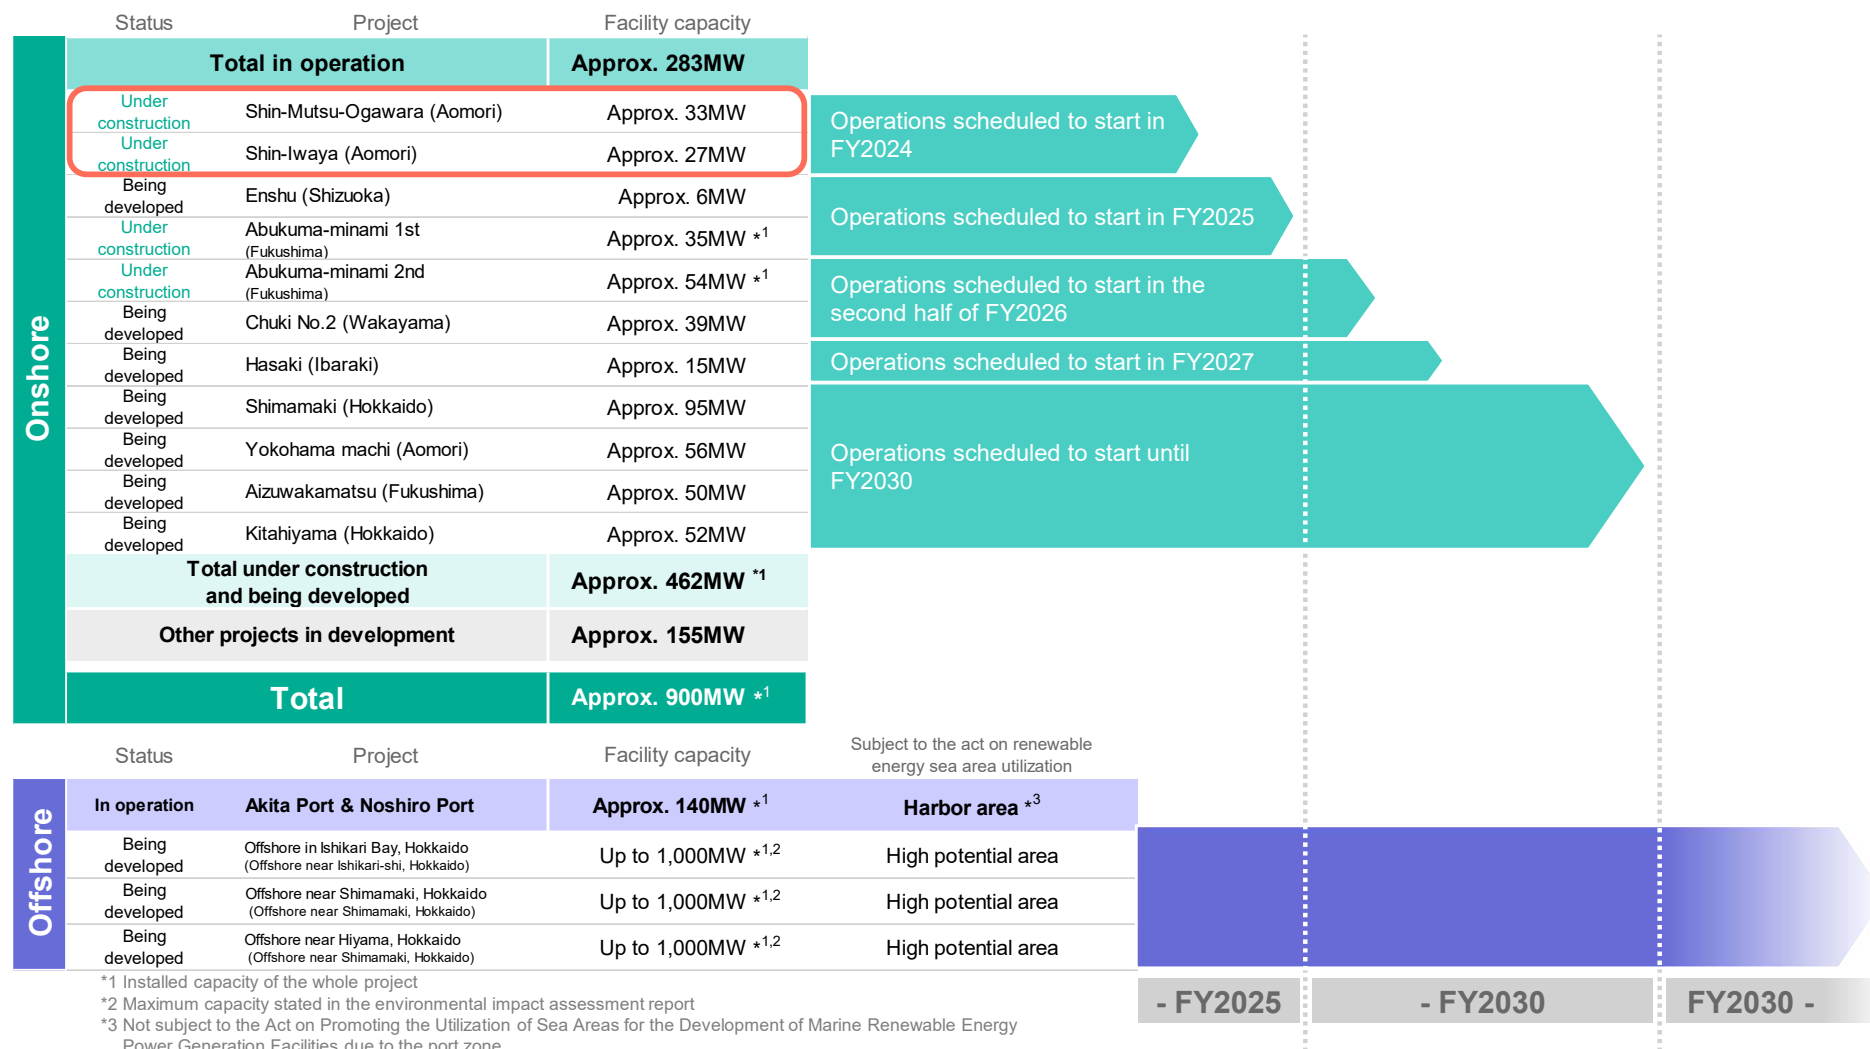 Status Project Facility capacity
Onshore
Total in operation Approx. 283MW
Under construction Shin-Mutsu-Ogawara (Aomori) Approx. 33MW
Under construction Shin-Iwaya (Aomori) Approx. 27MW
Operations scheduled to start in
FY2024
Being developed Enshu (Shizuoka) Approx. 6MW
Under construction Abukuma-minami 1st (Fukushima) Approx. 35MW *1
Operations scheduled to start in FY2025
Under construction Abukuma-minami 2nd (Fukushima) Approx. 54MW *1
Being developed Chuki No.2 (Wakayama) Approx. 39MW
Operations scheduled to start in the
second half of FY2026
Being developed Hasaki (Ibaraki) Approx. 15MW
Operations scheduled to start in FY2027
Being developed Shimamaki (Hokkaido) Approx. 95MW
Being developed Yokohama machi (Aomori) Approx. 56MW
Being developed Aizuwakamatsu (Fukushima) Approx. 50MW
Being developed Kitahiyama (Hokkaido) Approx. 52MW
Operations scheduled to start until
FY2030
Total under construction
and being developed Approx. 462MW *1
Other projects in development Approx. 155MW
Total Approx. 900MW *1
Status Project Facility capacity Subject to the act on renewable
energy sea area utilization
Offshore
In operation Akita Port & Noshiro Port Approx. 140MW *1 Harbor area *3
Being developed Offshore in Ishikari Bay, Hokkaido
(Offshore near Ishikari-shi, Hokkaido) Up to 1,000MW *1,2 High potential area
Being developed Offshore near Shimamaki, Hokkaido
(Offshore near Shimamaki, Hokkaido) Up to 1,000MW *1,2 High potential area
Being developed Offshore near Hiyama, Hokkaido
(Offshore near Shimamaki, Hokkaido) Up to 1,000MW *1,2 High potential area
*1 Installed capacity of the whole project
*2 Maximum capacity stated in the environmental impact assessment report
*3 Not subject to the Act on Promoting the Utilization of Sea Areas for the Development of Marine Renewable Energy
Power Generation Facilities due to the port zone
- FY2025 - FY2030 FY2030 -